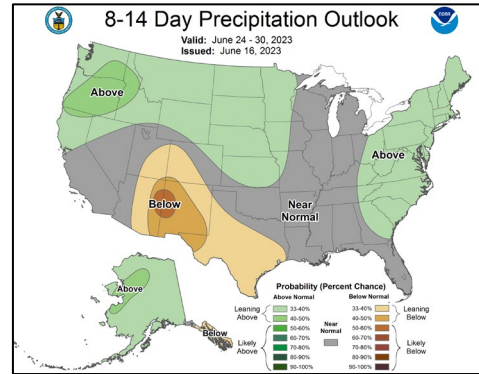 8-14 Day Precipitation Outlook
Valid: June 24 - 30, 2023
Issued: June 16, 2023
Above
Above
Below
Near
Normal
Above
Below
Probability (Percent Chance)
Above Normal
Below Normal
Leaning
Above
33-40%
40-50%
Likely
Above
50-60%
60-70%
70-80%
80-90%
90-100%
Near
Normal
33-40%
40-50%
Leaning
Below
50-60%
60-70%
70-80%
80-90%
90-100%
Likely
Below